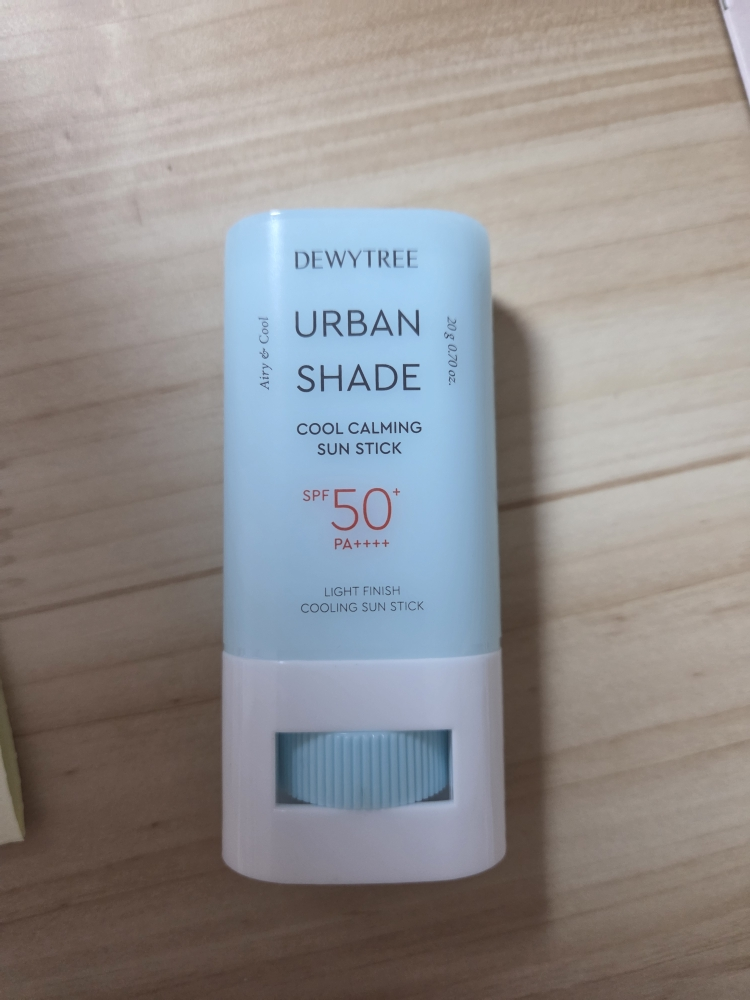 DEWYTREE
URBAN
SHADE
Airy & Cool
20 g 0.70 oz.
COOL CALMING
SUN STICK
SPF 50+
PA++++
LIGHT FINISH
COOLING SUN STICK